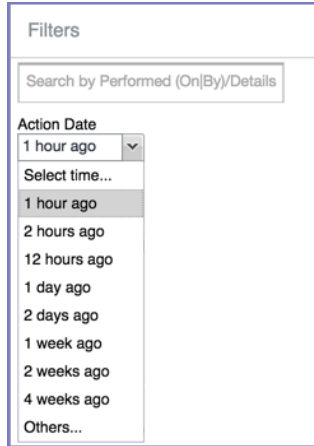 Filters
Search by Performed (On|By)/Details
Action Date
1 hour ago
Select time...
1 hour ago
2 hours ago
12 hours ago
1 day ago
2 days ago
1 week ago
2 weeks ago
4 weeks ago
Others...